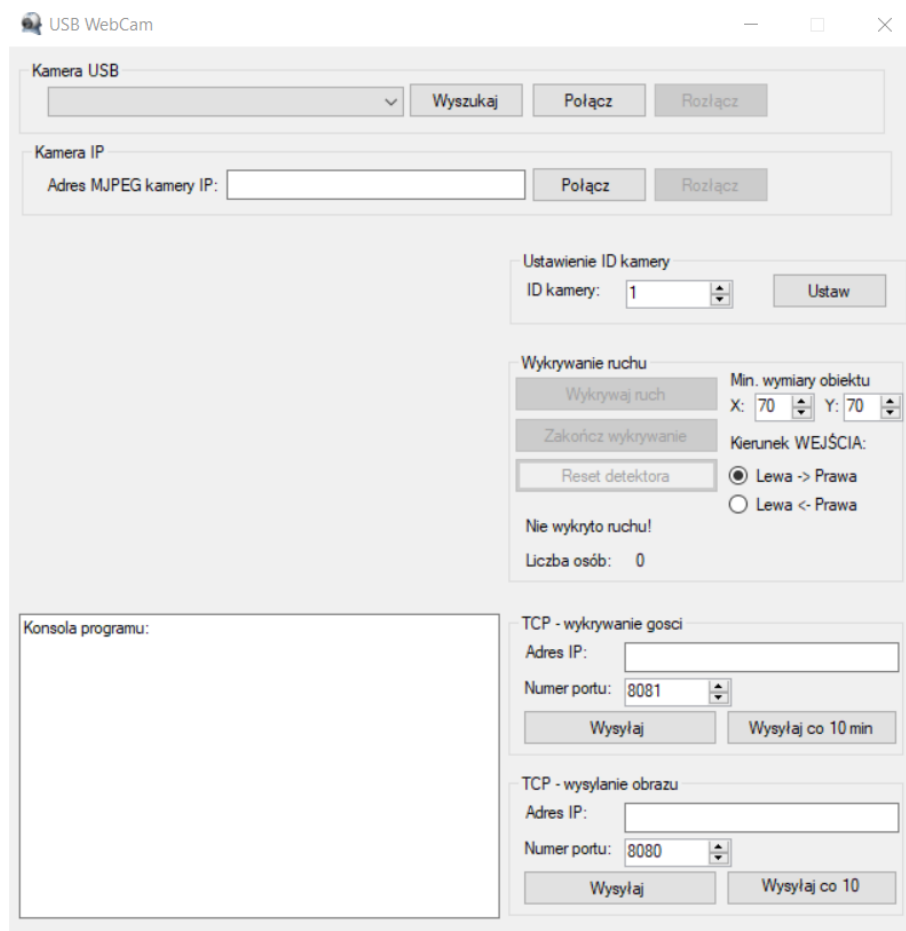 USB WebCam
Kamera USB
Wyszukaj Połącz Rozłącz
Kamera IP
Adres MJPEG kamery IP: Połącz Rozłącz
Ustawienie ID kamery
ID kamery: 1 Ustaw
Wykrywanie ruchu
Wykrywaj ruch
Zakończ wykrywanie
Reset detektora
Nie wykryto ruchu!
Liczba osób: 0
Min. wymiary obiektu
X: 70 Y: 70
Kierunek WEJŚCIA:
Lewa -> Prawa
Lewa <- Prawa
Konsola programu:
TCP - wykrywanie gosci
Adres IP:
Numer portu: 8081
Wysyłaj Wysyłaj co 10 min
TCP - wysylanie obrazu
Adres IP:
Numer portu: 8080
Wysyłaj Wysyłaj co 10